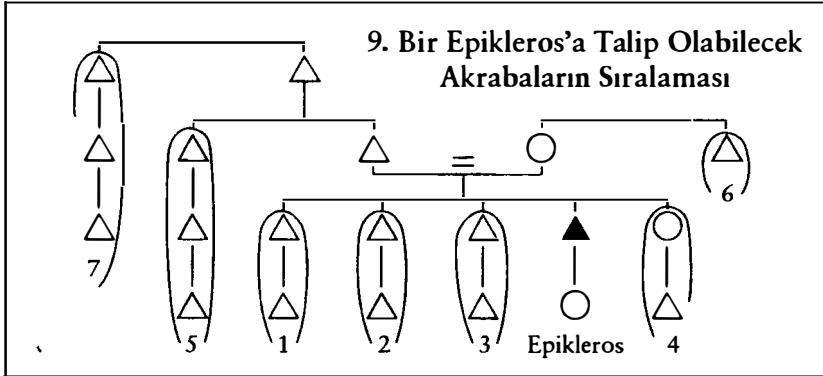 9. Bir Epikleros'a Talip Olabilecek
Akrabaların Sıralaması
6
7
5 1 2 3 Epikleros 4